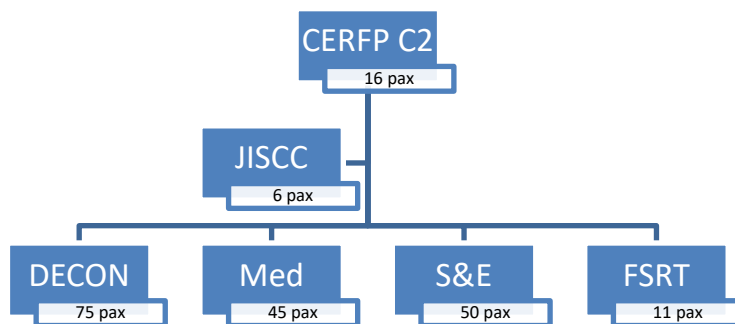 CERFP C2
16 pax
JISCC
6 pax
DECON
75 pax
Med
45 pax
S&E
50 pax
FSRT
11 pax